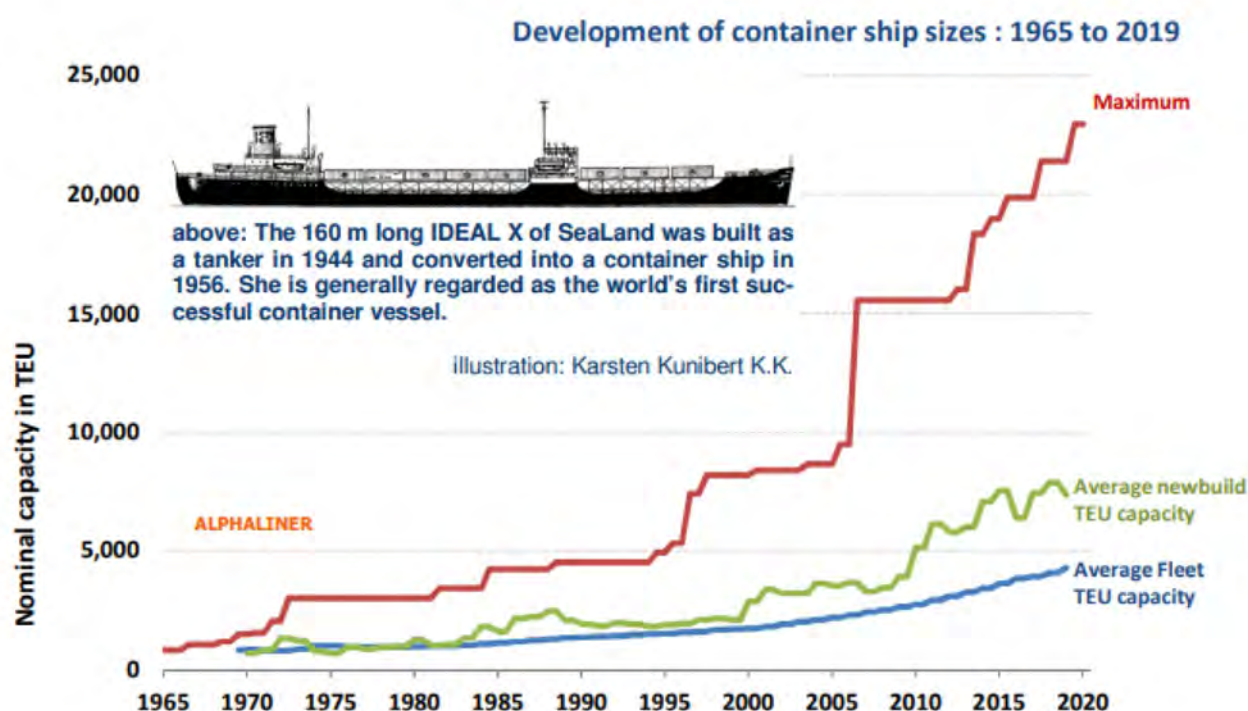 Development of container ship sizes : 1965 to 2019
25,000
Maximum
20,000
above: The 160 m long IDEAL X of SeaLand was built as
a tanker in 1944 and converted into a container ship in
1956. She is generally regarded as the world's first suc-
cessful container vessel.
15,000
illustration: Karsten Kunibert K.K.
Nominal capacity in TEU
10,000
ALPHALINER
Average newbuild
TEU capacity
5,000
Average Fleet
TEU capacity
0
1965 1970 1975 1980 1985 1990 1995 2000 2005 2010 2015 2020